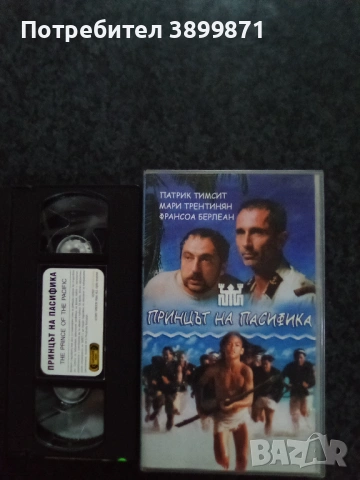 Потребител 3899871
ПАТРИК ТИМСИТ
МАРИ ТРЕНТИНЯН
ФРАНСОА БЕРЛЕАН
ПРИНЦЪТ НА ПАСИФИКА
ПРИНЦЪТ НА ПАСИФИКА
THE PRINCE OF THE PACIFIC
BAZAR